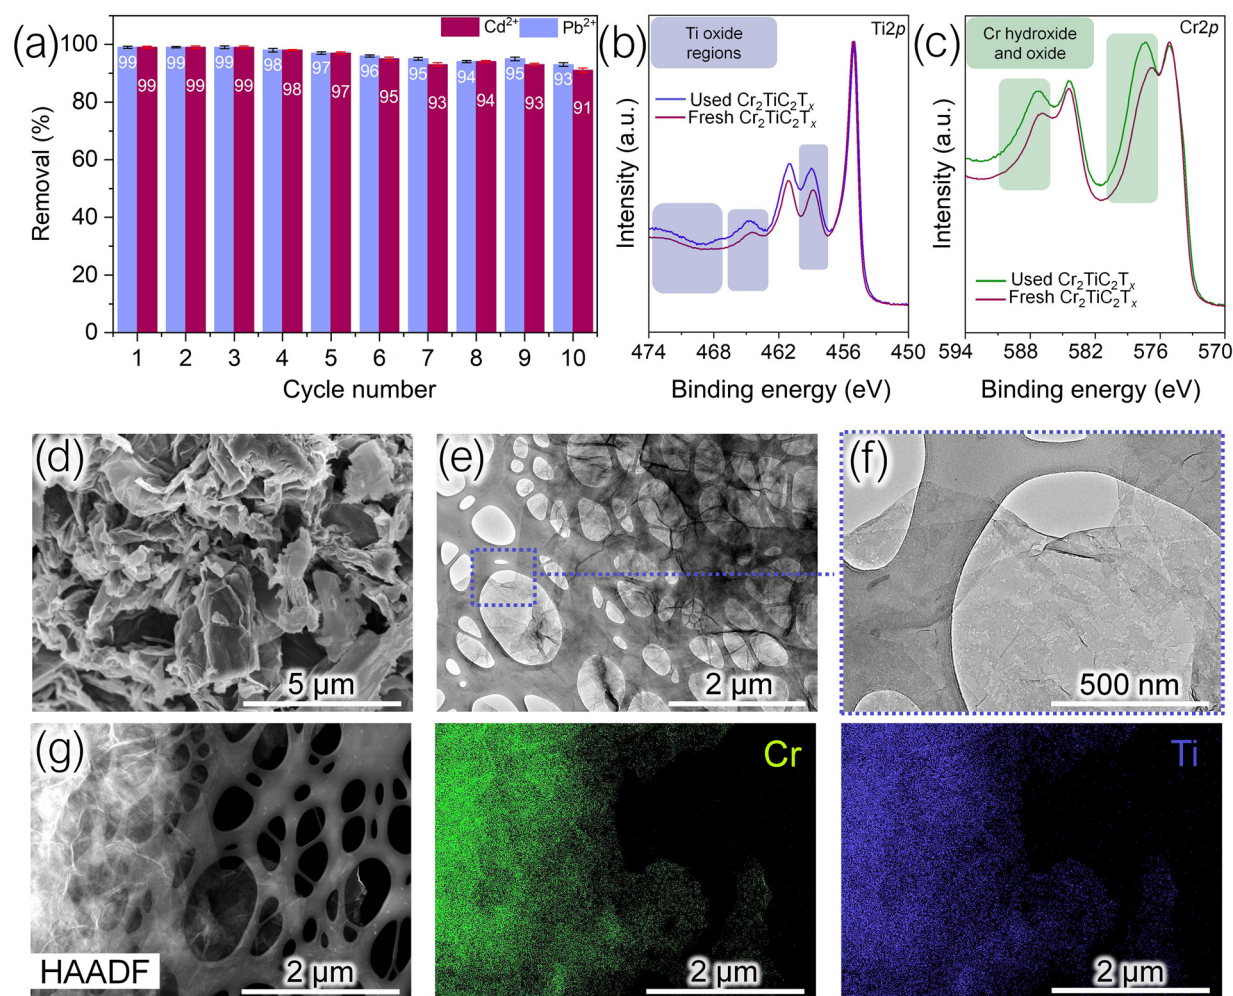 (a)
Cd²⁺ Pb²⁺
100
80
60
40
20
0
Removal (%)
99 99 99 98 97 96 95 94 95 93
99 99 99 98 97 95 93 94 93 91
1 2 3 4 5 6 7 8 9 10
Cycle number
(b)
Ti2p
Ti oxide
regions
Used Cr₂TiC₂Tₓ
Fresh Cr₂TiC₂Tₓ
Intensity (a.u.)
474 468 462 456 450
Binding energy (eV)
(c)
Cr2p
Cr hydroxide
and oxide
Used Cr₂TiC₂Tₓ
Fresh Cr₂TiC₂Tₓ
Intensity (a.u.)
594 588 582 576 570
Binding energy (eV)
(d)
5 µm
(e)
2 µm
(f)
500 nm
(g)
HAADF
2 µm
Cr
2 µm
Ti
2 µm